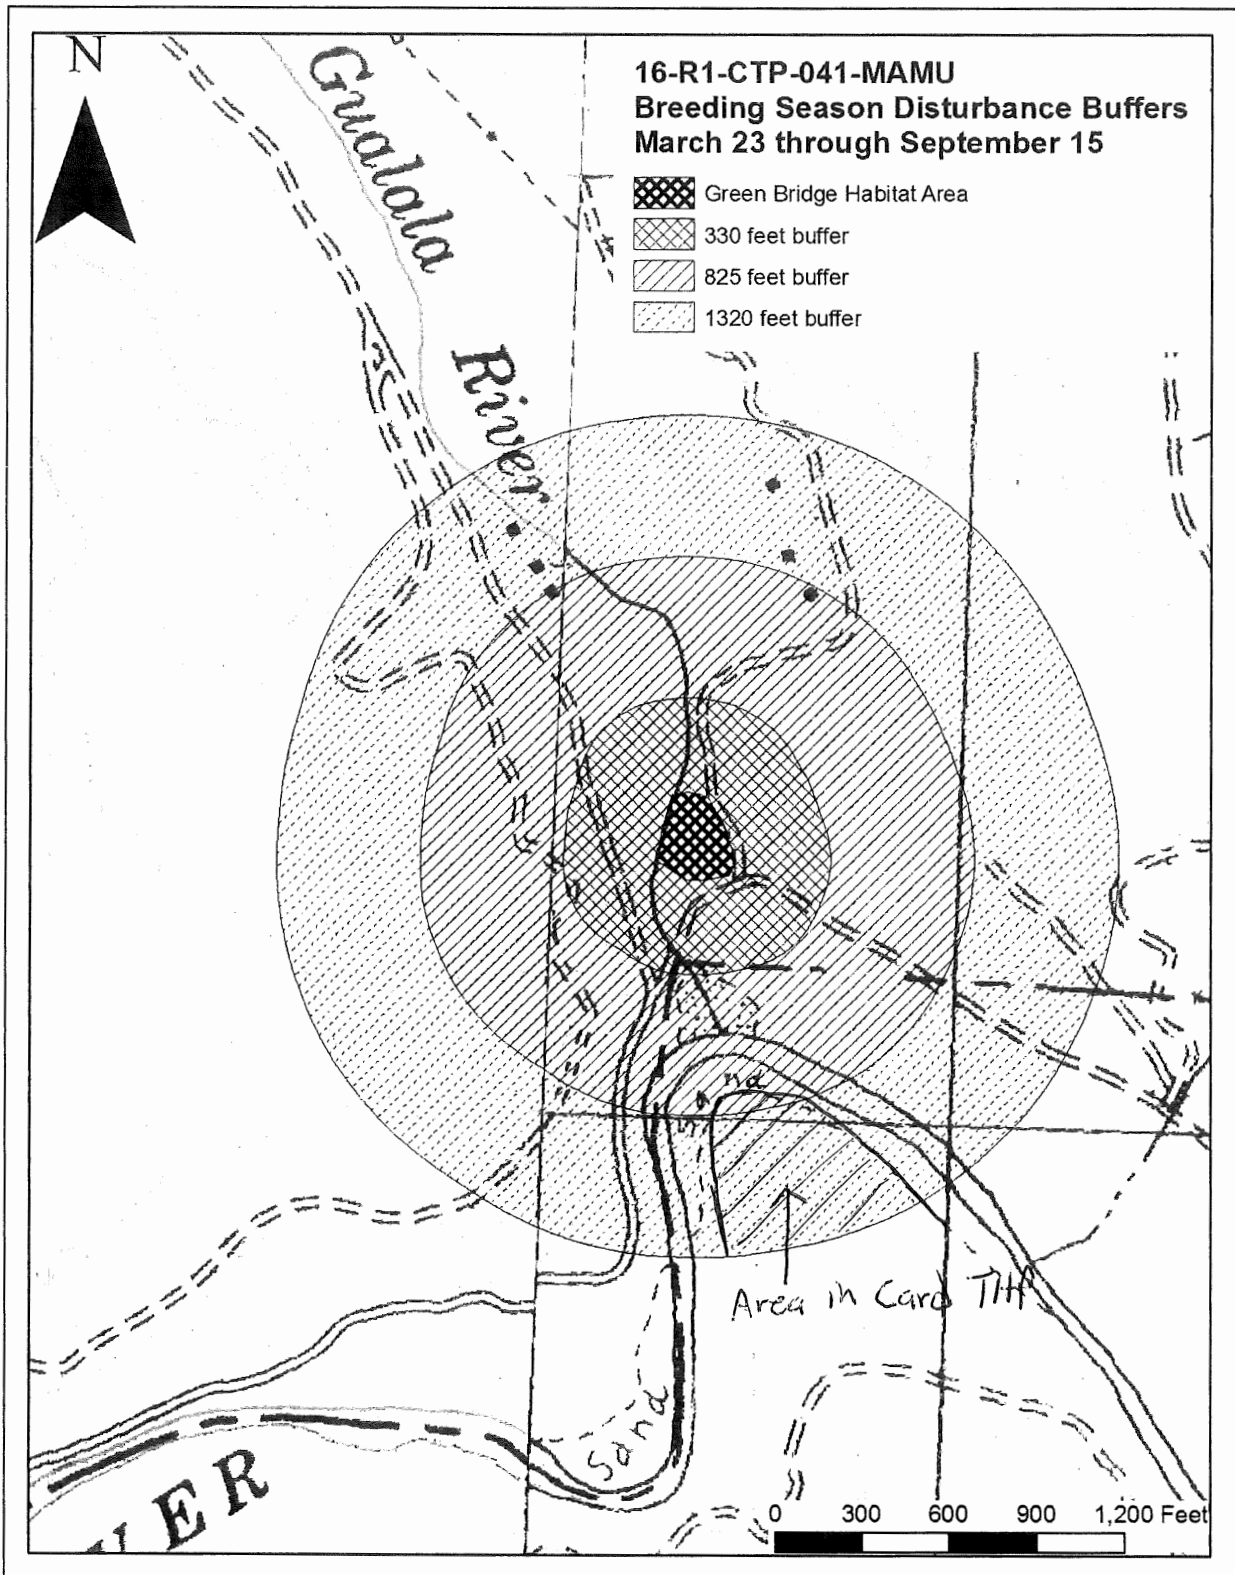 N
16-R1-CTP-041-MAMU
Breeding Season Disturbance Buffers
March 23 through September 15
Green Bridge Habitat Area
330 feet buffer
825 feet buffer
1320 feet buffer
Gualala
River
Area in Card
Sand
0 300 600 900 1,200 Feet